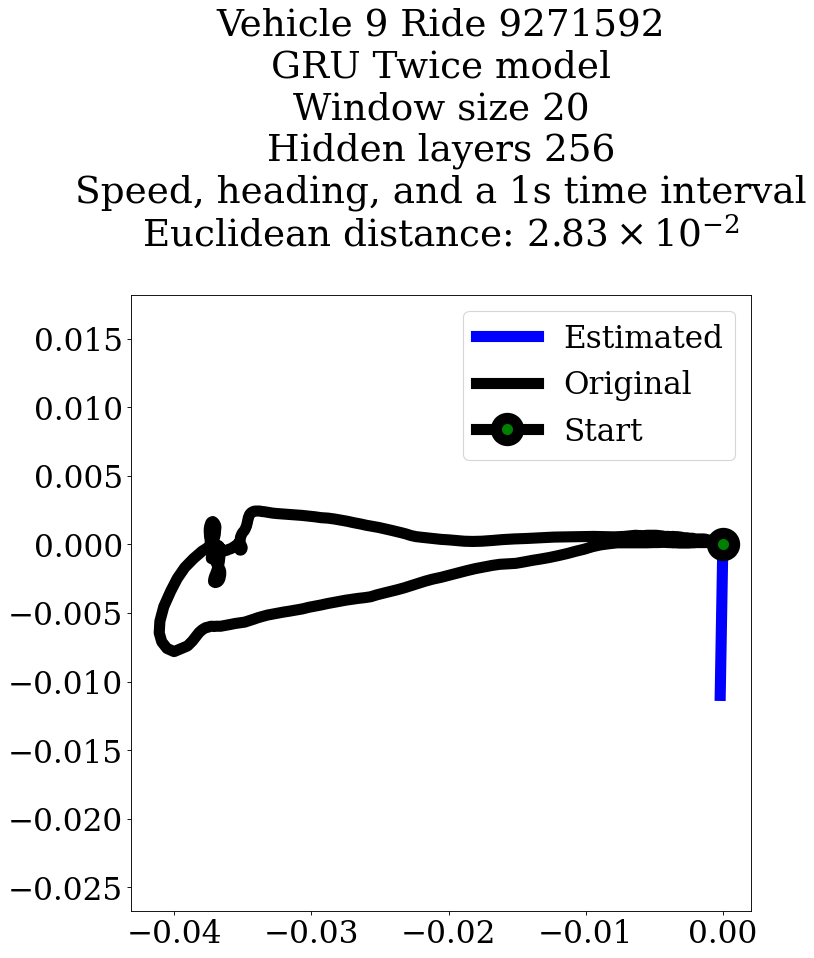 Vehicle 9 Ride 9271592
GRU Twice model
Window size 20
Hidden layers 256
Speed, heading, and a 1s time interval
Euclidean distance: 2.83 × 10⁻²
Estimated
Original
Start
0.015
0.010
0.005
0.000
−0.005
−0.010
−0.015
−0.020
−0.025
−0.04 −0.03 −0.02 −0.01 0.00